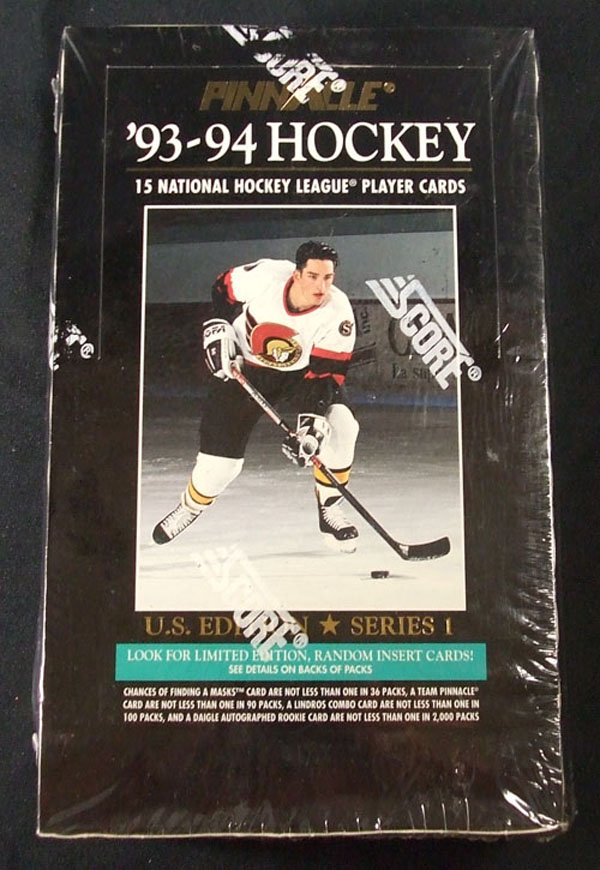 PINNACLE®
'93-94 HOCKEY
15 NATIONAL HOCKEY LEAGUE® PLAYER CARDS
SCORE®
SCORE®
SCORE®
U.S. EDITION ★ SERIES 1
LOOK FOR LIMITED EDITION, RANDOM INSERT CARDS!
SEE DETAILS ON BACKS OF PACKS
CHANCES OF FINDING A MASKS™ CARD ARE NOT LESS THAN ONE IN 36 PACKS, A TEAM PINNACLE®
CARD ARE NOT LESS THAN ONE IN 90 PACKS, A LINDROS COMBO CARD ARE NOT LESS THAN ONE IN
100 PACKS, AND A DAIGLE AUTOGRAPHED ROOKIE CARD ARE NOT LESS THAN ONE IN 2,000 PACKS